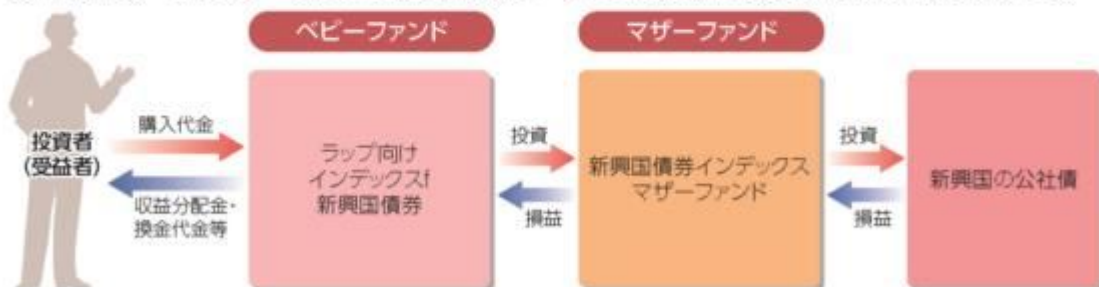 ベビーファンド
マザーファンド
投資者
(受益者)
購入代金
収益分配金・
換金代金等
ラップ向け
インデックスf
新興国債券
投資
損益
新興国債券インデックス
マザーファンド
投資
損益
新興国の公社債